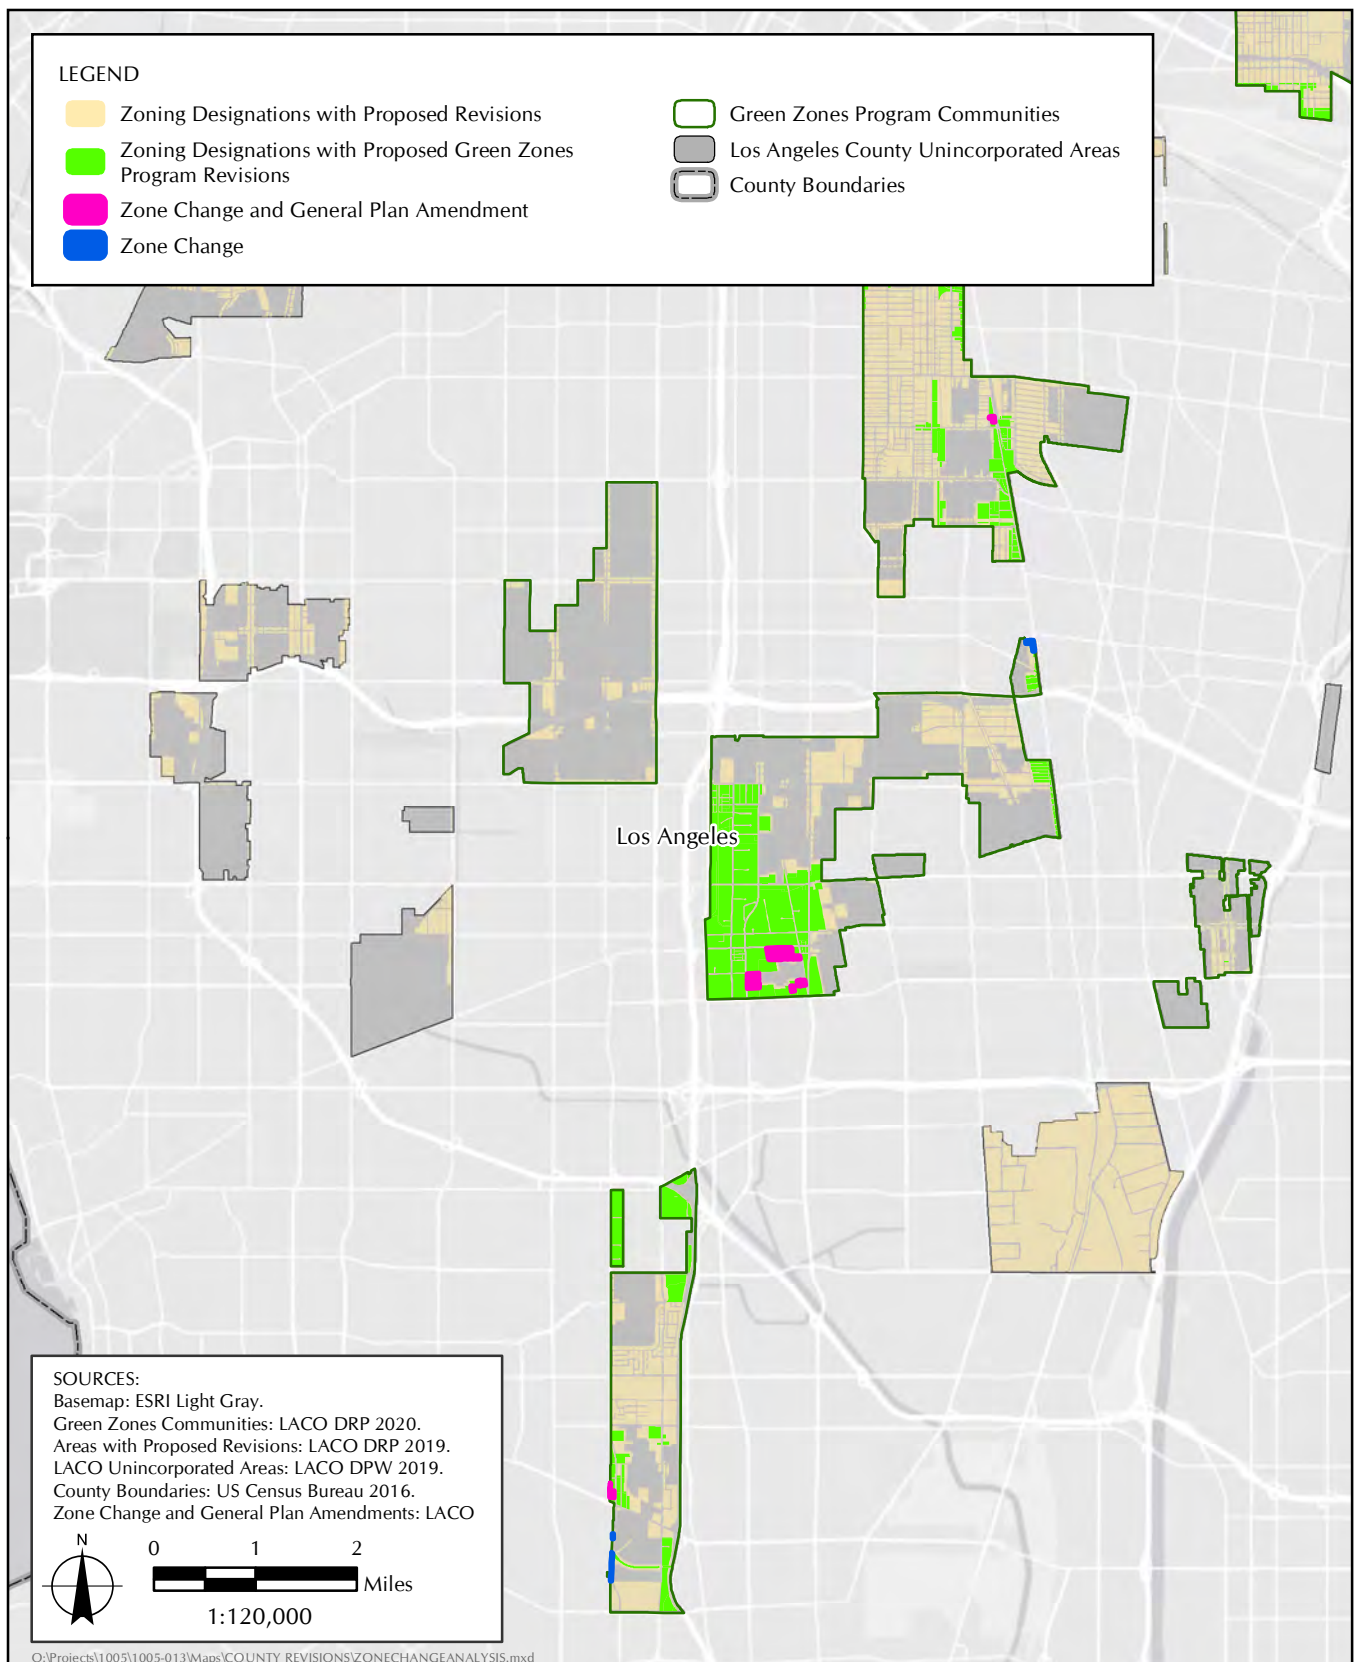 LEGEND
Zoning Designations with Proposed Revisions
Zoning Designations with Proposed Green Zones
Program Revisions
Zone Change and General Plan Amendment
Zone Change
Green Zones Program Communities
Los Angeles County Unincorporated Areas
County Boundaries
Los Angeles
SOURCES:
Basemap: ESRI Light Gray.
Green Zones Communities: LACO DRP 2020.
Areas with Proposed Revisions: LACO DRP 2019.
LACO Unincorporated Areas: LACO DPW 2019.
County Boundaries: US Census Bureau 2016.
Zone Change and General Plan Amendments: LACO
N
0 1 2
Miles
1:120,000
Q:\Projects\1005\1005-013\Maps\COUNTY REVISIONS\ZONECHANGEANALYSIS.mxd